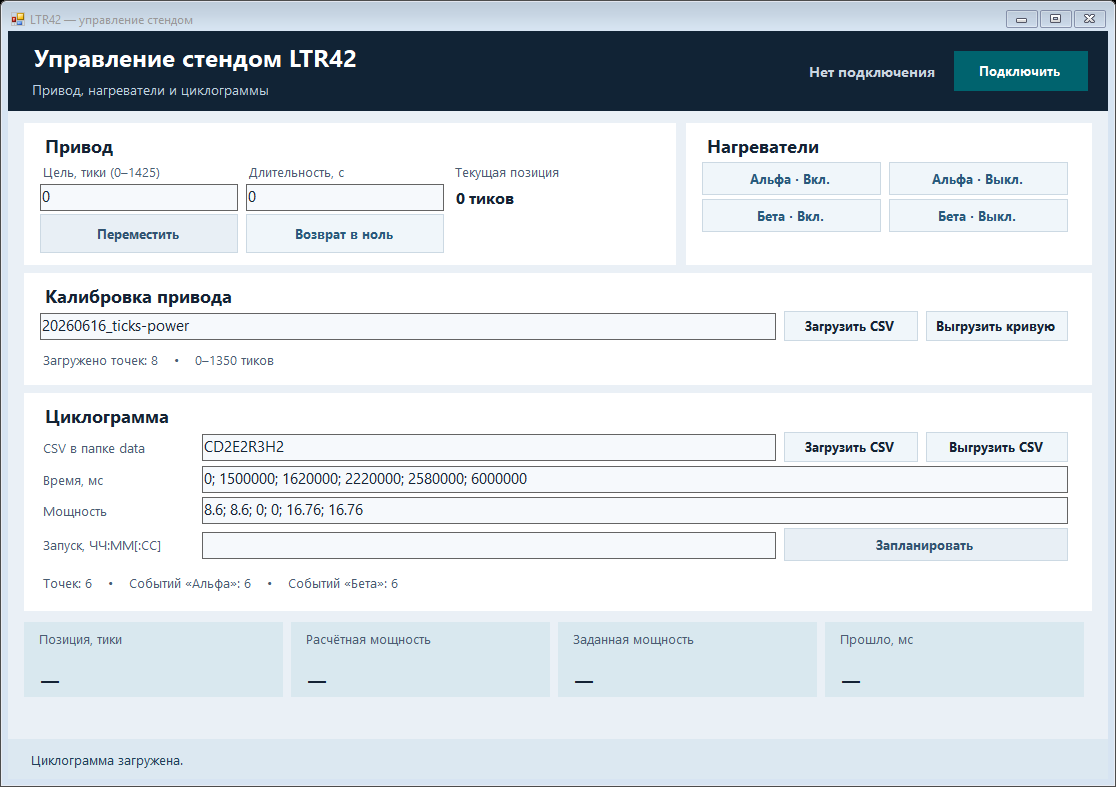 LTR42 — управление стендом
Управление стендом LTR42
Привод, нагреватели и циклограммы
Нет подключения
Подключить
Привод
Цель, тики (0–1425)
Длительность, с
Текущая позиция
0
0
0 тиков
Переместить
Возврат в ноль
Нагреватели
Альфа · Вкл.
Альфа · Выкл.
Бета · Вкл.
Бета · Выкл.
Калибровка привода
20260616_ticks-power
Загрузить CSV
Выгрузить кривую
Загружено точек: 8 • 0–1350 тиков
Циклограмма
CSV в папке data
CD2E2R3H2
Загрузить CSV
Выгрузить CSV
Время, мс
0; 1500000; 1620000; 2220000; 2580000; 6000000
Мощность
8.6; 8.6; 0; 0; 16.76; 16.76
Запуск, ЧЧ:ММ[:СС]
Запланировать
Точек: 6 • Событий «Альфа»: 6 • Событий «Бета»: 6
Позиция, тики
—
Расчётная мощность
—
Заданная мощность
—
Прошло, мс
—
Циклограмма загружена.